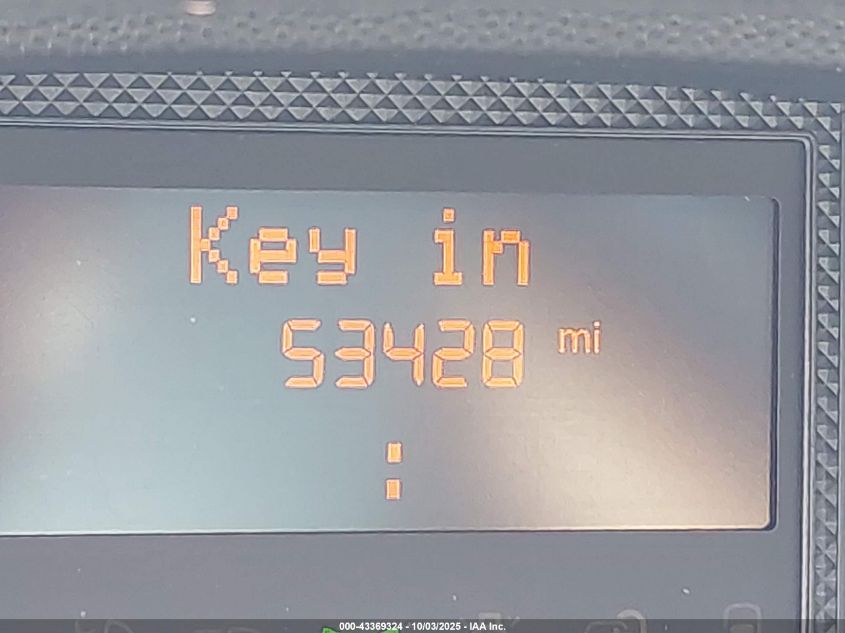 Key in
53428 mi
:
000-43369324 - 10/03/2025 - IAA Inc.